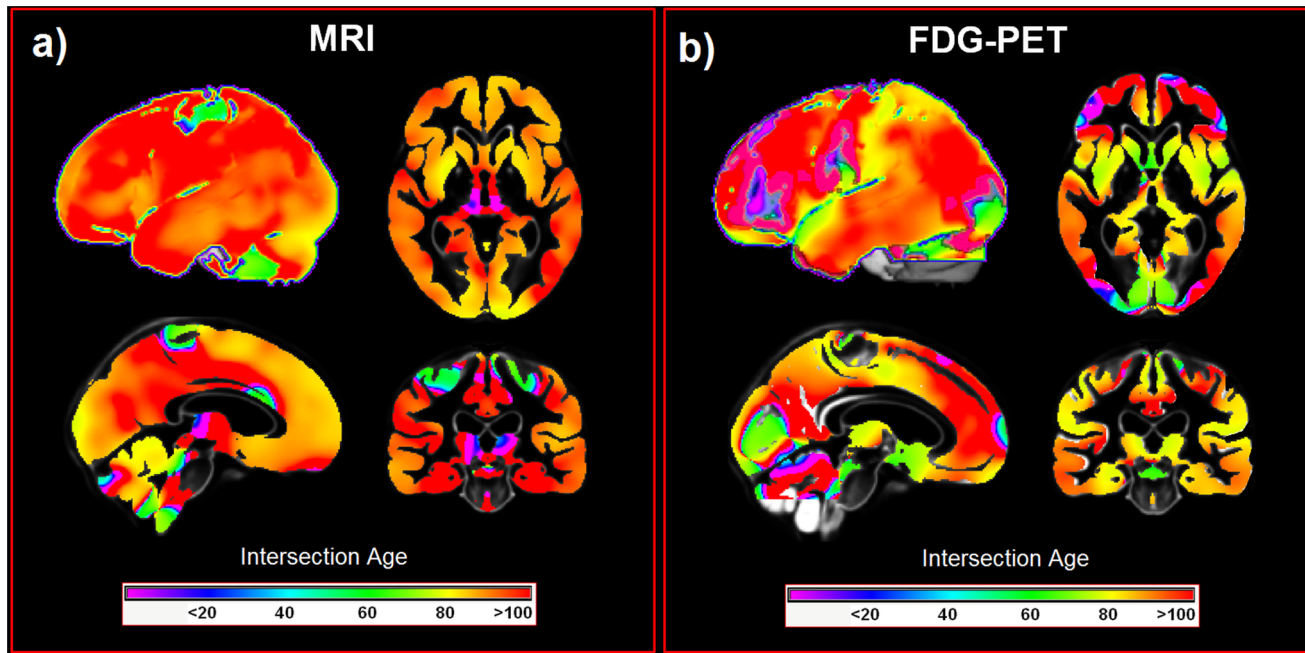 a)
MRI
Intersection Age
<20 40 60 80 >100
b)
FDG-PET
Intersection Age
<20 40 60 80 >100